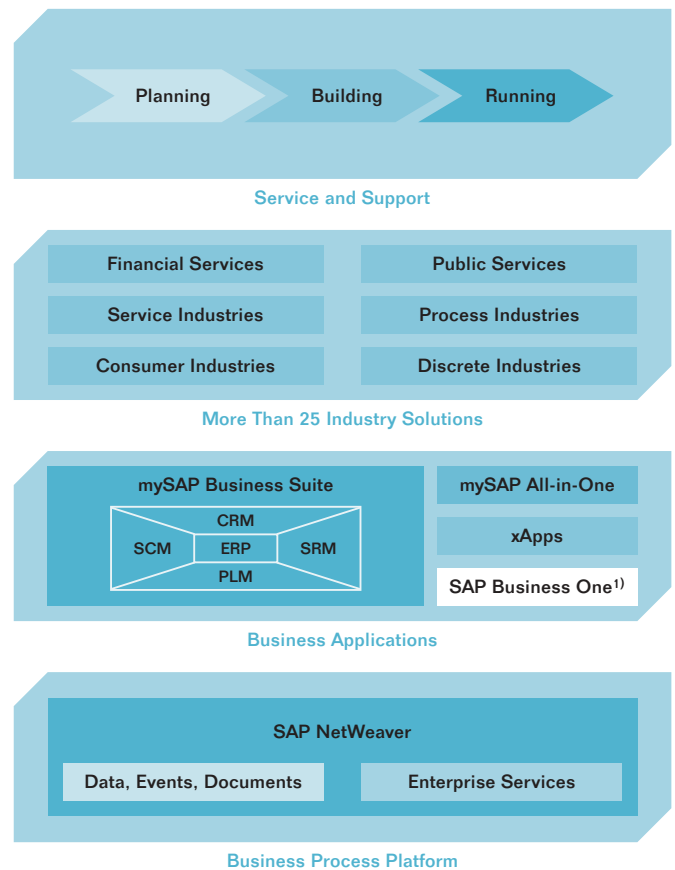 Planning
Building
Running
Service and Support
Financial Services
Public Services
Service Industries
Process Industries
Consumer Industries
Discrete Industries
More Than 25 Industry Solutions
mySAP Business Suite
CRM
SCM
ERP
SRM
PLM
mySAP All-in-One
xApps
SAP Business One¹⁾
Business Applications
SAP NetWeaver
Data, Events, Documents
Enterprise Services
Business Process Platform